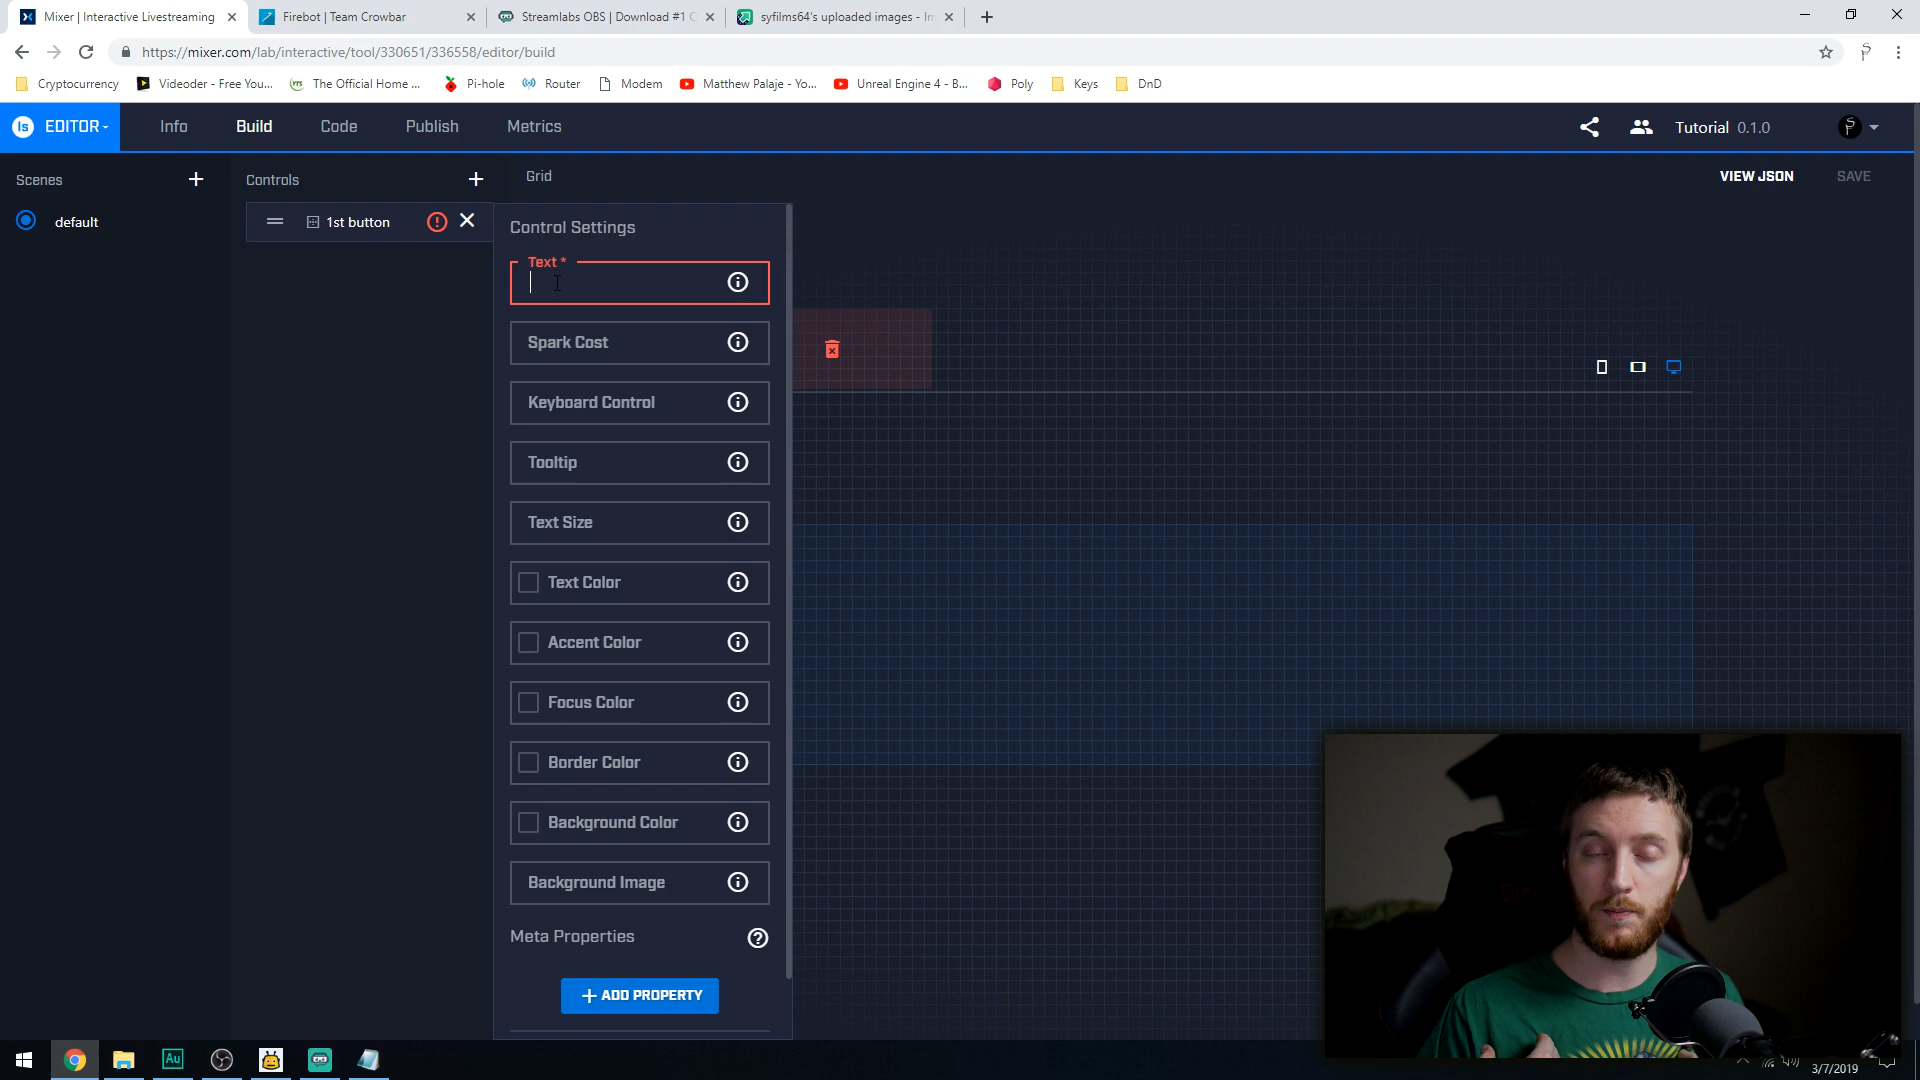 Mixer | Interactive Livestreaming
Firebot | Team Crowbar
Streamlabs OBS | Download #1 C
syfilms64's uploaded images - Im
https://mixer.com/lab/interactive/tool/330651/336558/editor/build
Cryptocurrency
Videoder - Free You...
The Official Home ...
Pi-hole
Router
Modem
Matthew Palaje - Yo...
Unreal Engine 4 - B...
Poly
Keys
DnD
Is EDITOR
Info
Build
Code
Publish
Metrics
Tutorial 0.1.0
Scenes
Controls
Grid
VIEW JSON
SAVE
default
1st button
Control Settings
Text *
Spark Cost
Keyboard Control
Tooltip
Text Size
Text Color
Accent Color
Focus Color
Border Color
Background Color
Background Image
Meta Properties
ADD PROPERTY
Au
3/7/2019